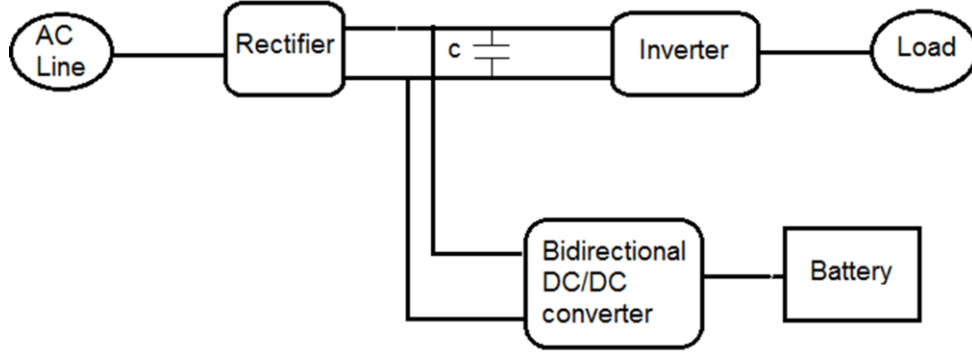 AC
Line
Rectifier
c
Inverter
Load
Bidirectional
DC/DC
converter
Battery